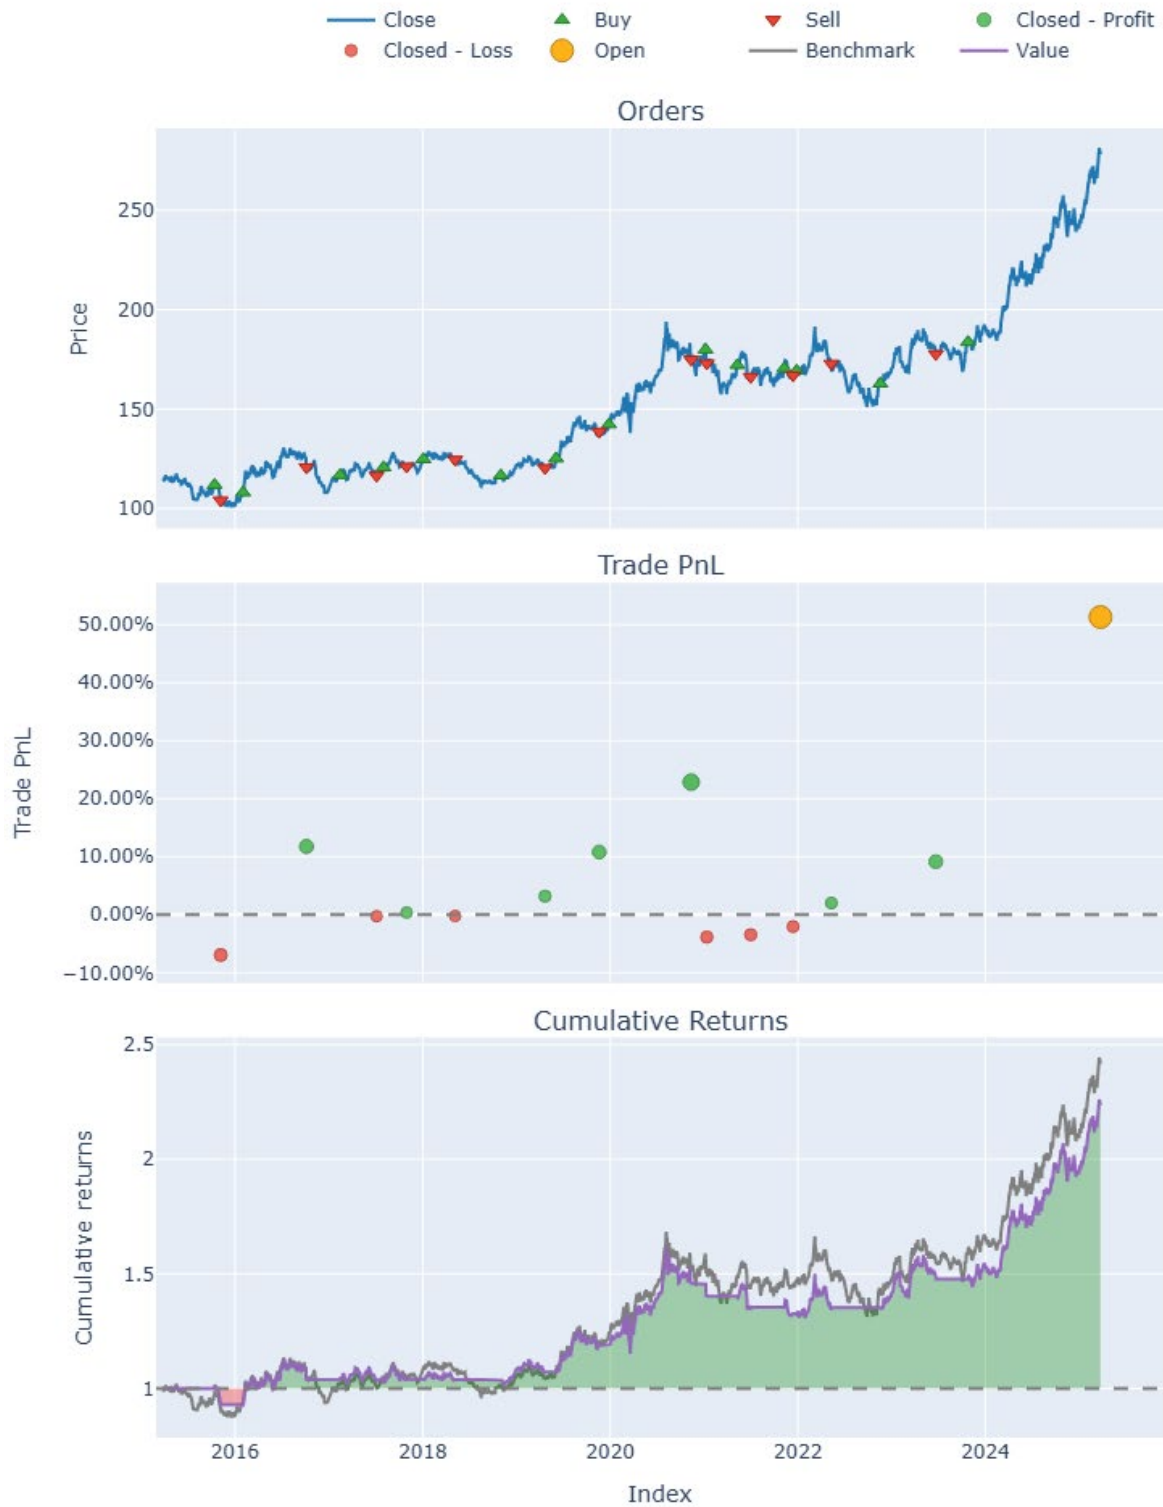 Close Buy Sell Closed - Profit
Closed - Loss Open Benchmark Value
Orders
250
200
150
100
Price
Trade PnL
50.00%
40.00%
30.00%
20.00%
10.00%
0.00%
−10.00%
Trade PnL
Cumulative Returns
2.5
2
1.5
1
Cumulative returns
2016 2018 2020 2022 2024
Index